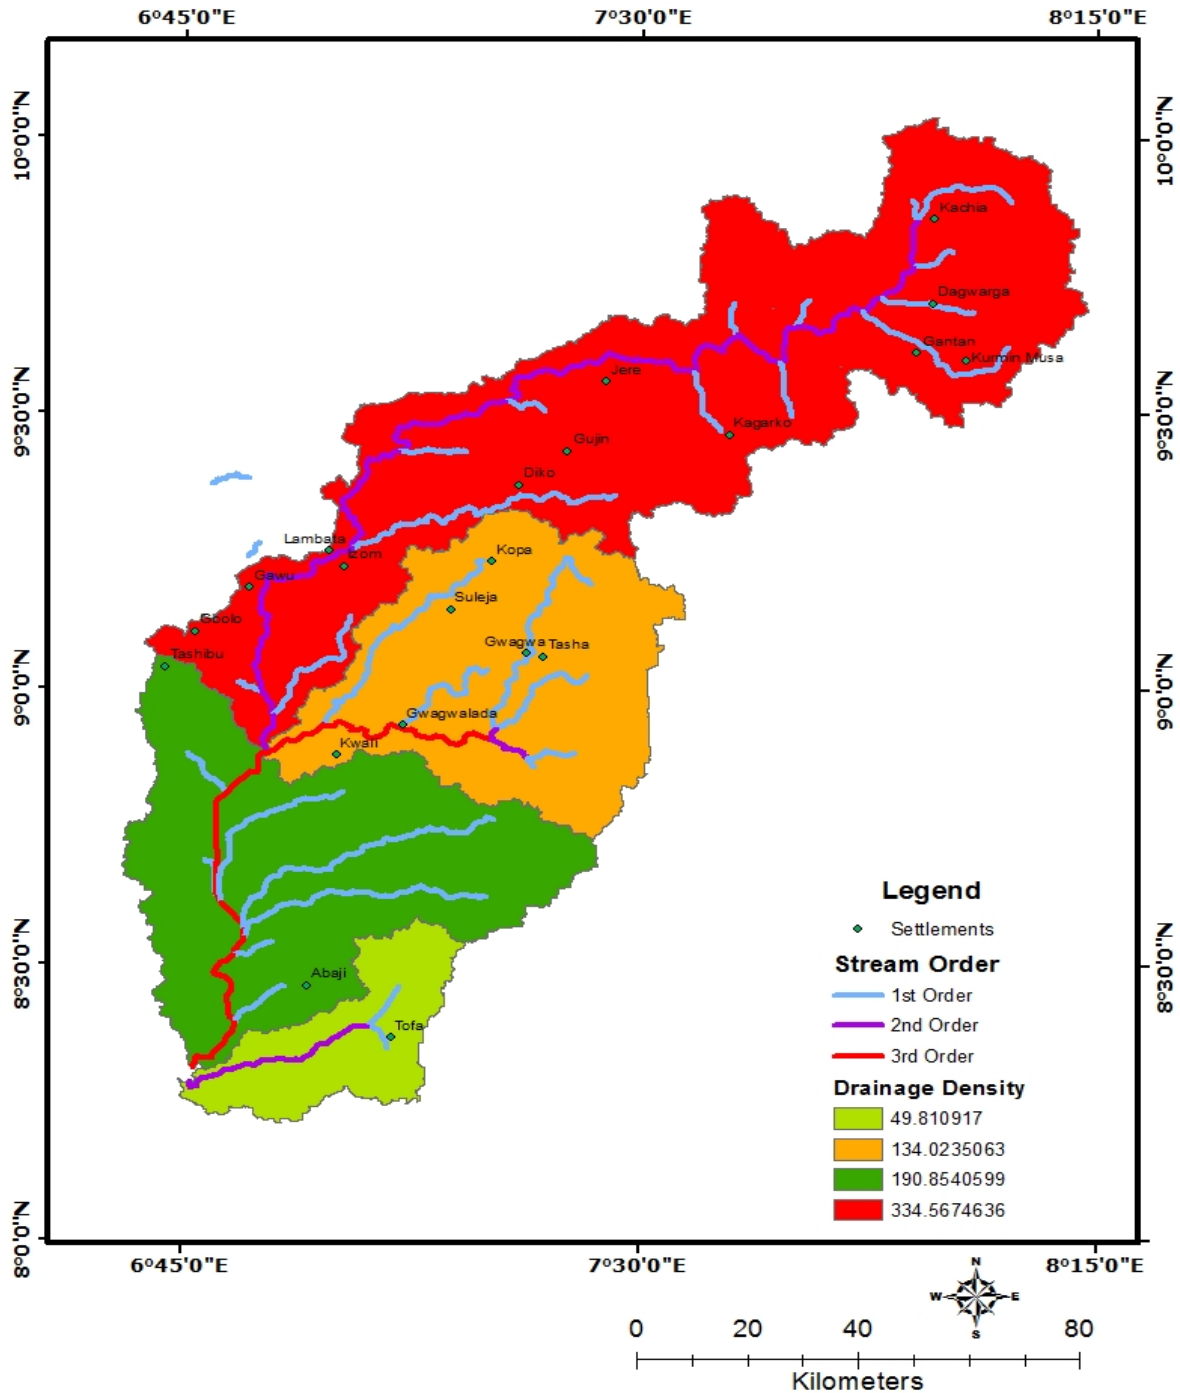 6°45'0"E 7°30'0"E 8°15'0"E
10°0'0"N 10°0'0"N
Kachia
Dagwarga
Gantan
Kurmin Musa
Jere
9°30'0"N 9°30'0"N
Kagarko
Gujin
Diko
Lambata
Izom
Kopa
Gawu
Suleja
Gbolo
Gwagwa Tasha
Tashibu
9°0'0"N 9°0'0"N
Gwagwalada
Kwali
Legend
Settlements
Stream Order
8°30'0"N 8°30'0"N
Abaji
1st Order
Tofa
2nd Order
3rd Order
Drainage Density
49.810917
134.0235063
190.8540599
334.5674636
8°0'0"N
6°45'0"E 7°30'0"E 8°15'0"E
N
W E
S
0 20 40 80
Kilometers